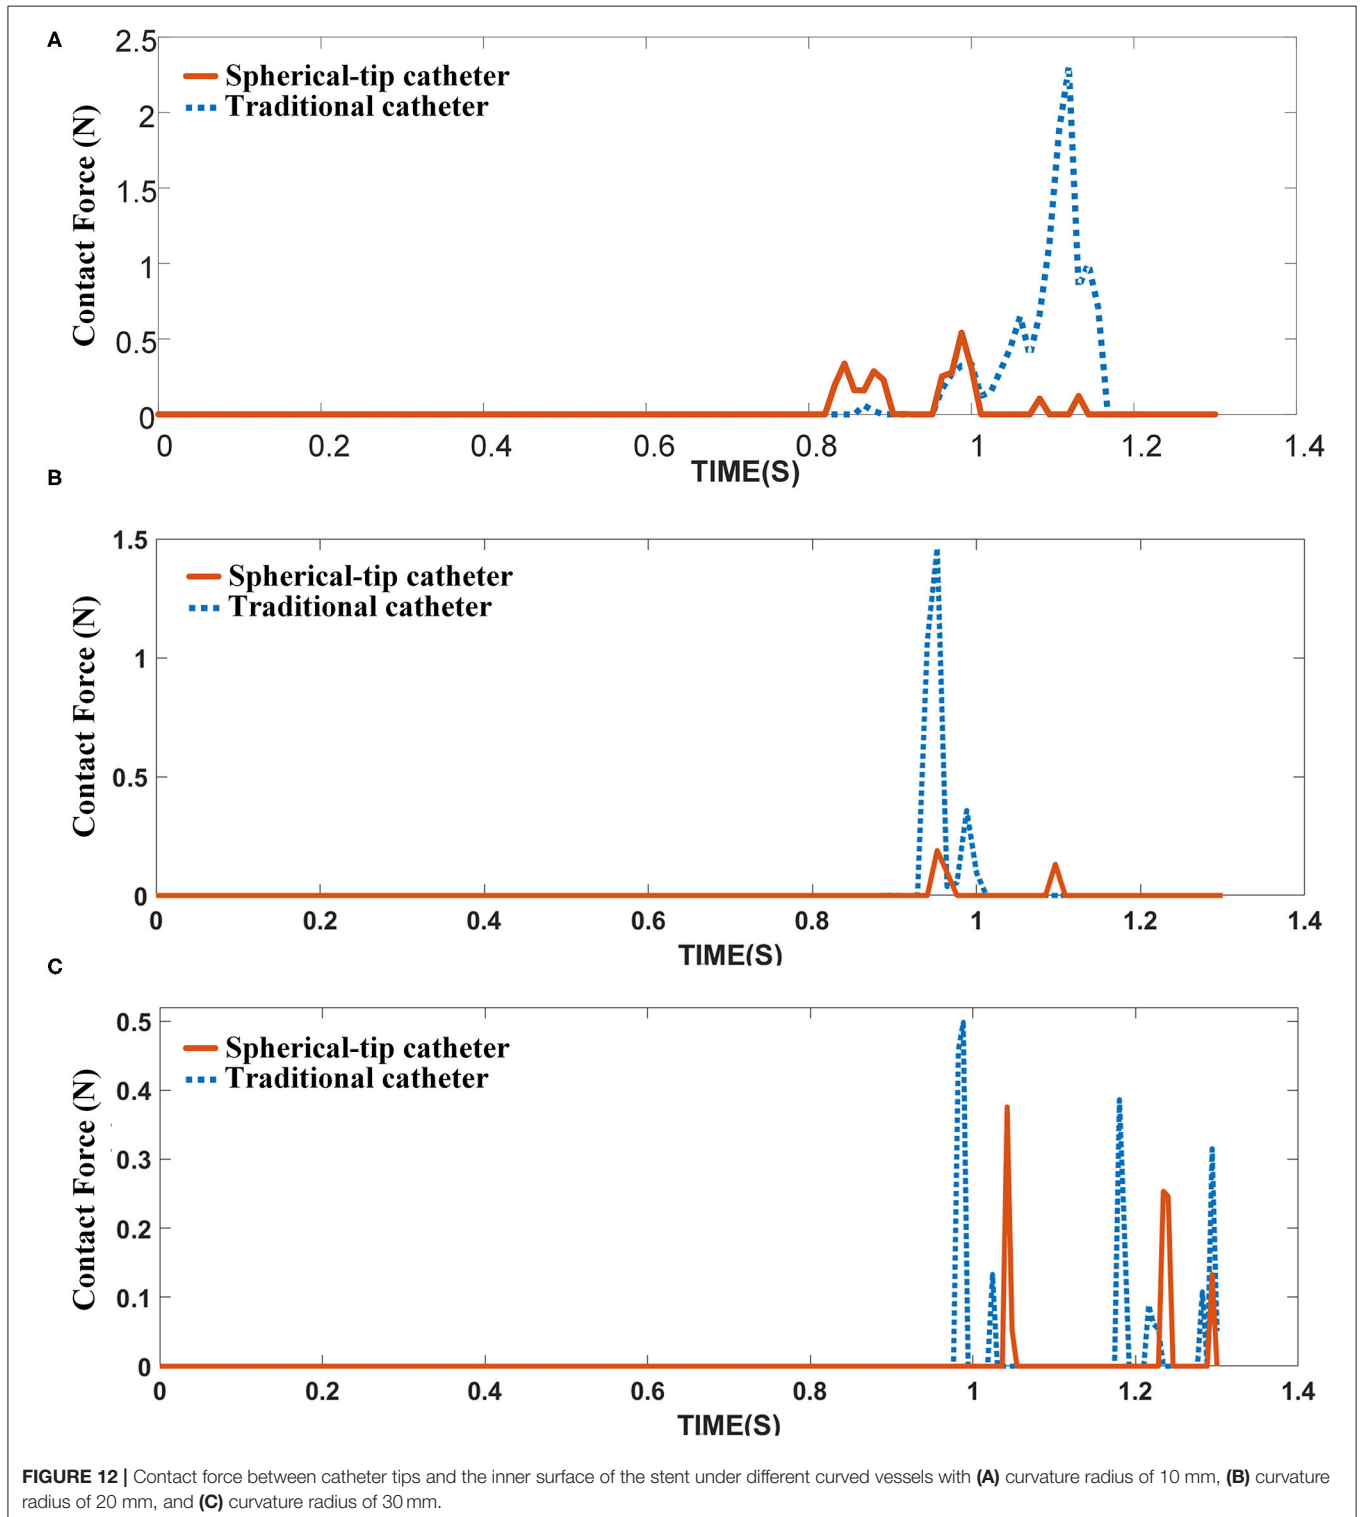 A
2.5
Spherical-tip catheter
Traditional catheter
2
1.5
1
0.5
0
Contact Force (N)
0 0.2 0.4 0.6 0.8 1 1.2 1.4
TIME(S)
B
1.5
Spherical-tip catheter
Traditional catheter
1
0.5
0
Contact Force (N)
0 0.2 0.4 0.6 0.8 1 1.2 1.4
TIME(S)
C
0.5
Spherical-tip catheter
Traditional catheter
0.4
0.3
0.2
0.1
0
Contact Force (N)
0 0.2 0.4 0.6 0.8 1 1.2 1.4
TIME(S)
FIGURE 12 | Contact force between catheter tips and the inner surface of the stent under different curved vessels with (A) curvature radius of 10 mm, (B) curvature
radius of 20 mm, and (C) curvature radius of 30 mm.